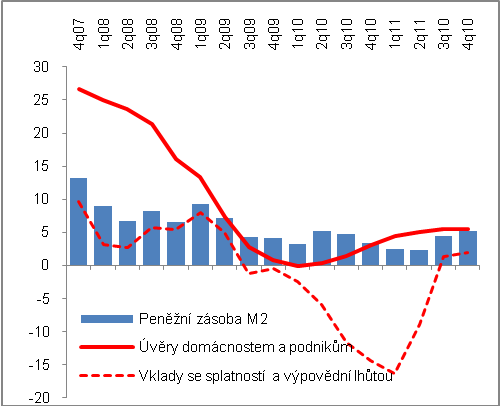 4q07 1q08 2q08 3q08 4q08 1q09 2q09 3q09 4q09 1q10 2q10 3q10 4q10 1q11 2q11 3q10 4q10
30
25
20
15
10
5
0
-5
-10
-15
-20
Peněžní zásoba M2
Úvěry domácnostem a podnikům
Vklady se splatností a výpovědní lhůtou